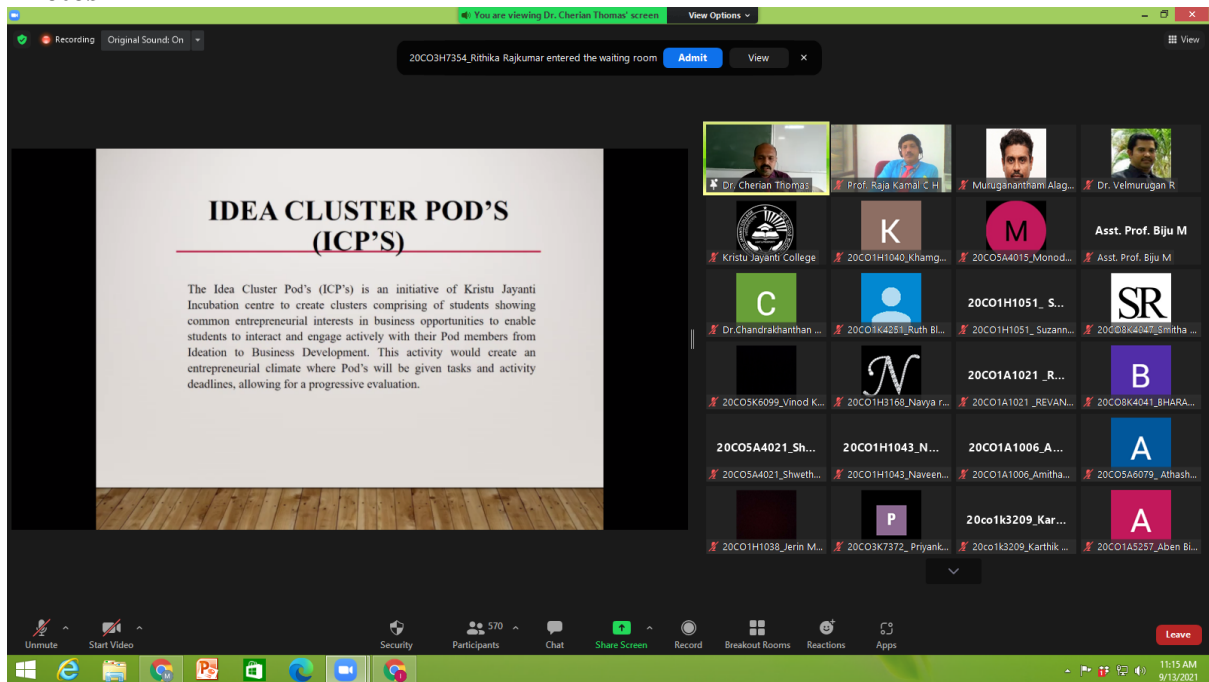 You are viewing Dr. Cherian Thomas' screen
View Options
Recording
Original Sound: On
20CO3H7354_Rithika Rajkumar entered the waiting room
Admit
View
View
IDEA CLUSTER POD'S
(ICP'S)
The Idea Cluster Pod's (ICP's) is an initiative of Kristu Jayanti
Incubation centre to create clusters comprising of students showing
common entrepreneurial interests in business opportunities to enable
students to interact and engage actively with their Pod members from
Ideation to Business Development. This activity would create an
entrepreneurial climate where Pod's will be given tasks and activity
deadlines, allowing for a progressive evaluation.
Dr. Cherian Thomas
Prof. Raja Kamal C H
Muruganantham Alag...
Dr. Velmurugan R
K
M
Asst. Prof. Biju M
Kristu Jayanti College
20CO1H1040_Khamg...
20CO5A4015_Monod...
Asst. Prof. Biju M
C
20CO1H1051_ S...
SR
Dr.Chandrakhanthan ...
20CO1K4251_Ruth Bl...
20CO1H1051_ Suzann...
20CO8K4047_Smitha ...
N
20CO1A1021 _R...
B
20CO5K6099_Vinod K...
20CO1H3168_Navya r...
20CO1A1021 _REVAN...
20CO8K4041_BHARA...
20CO5A4021_Sh...
20CO1H1043_N...
20CO1A1006_A...
A
20CO5A4021_Shweth...
20CO1H1043_Naveen...
20CO1A1006_Amitha...
20CO5A6079_ Athash...
P
20co1k3209_Kar...
A
20CO1H1038_Jerin M...
20CO3K7372_ Priyank...
20co1k3209_Karthik ...
20CO1A5257_Aben Bi...
Unmute
Start Video
Security
570
Participants
Chat
Share Screen
Record
Breakout Rooms
Reactions
Apps
Leave
11:15 AM
9/13/2021